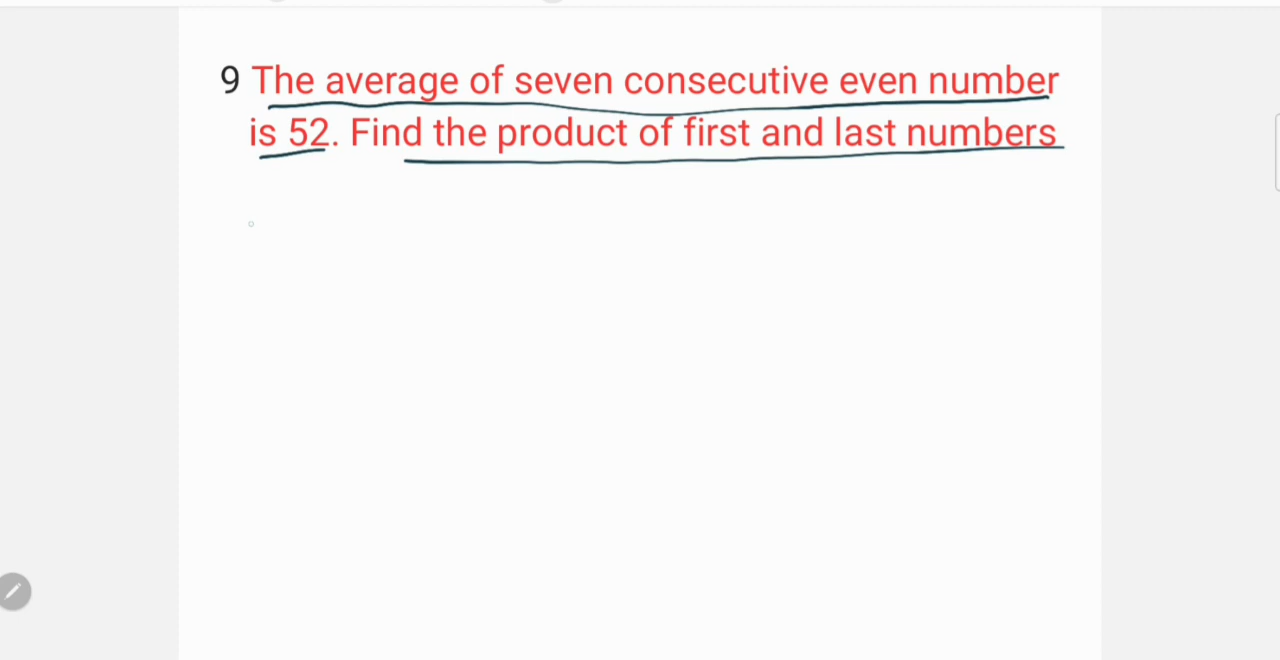 9 The average of seven consecutive even number
is 52. Find the product of first and last numbers